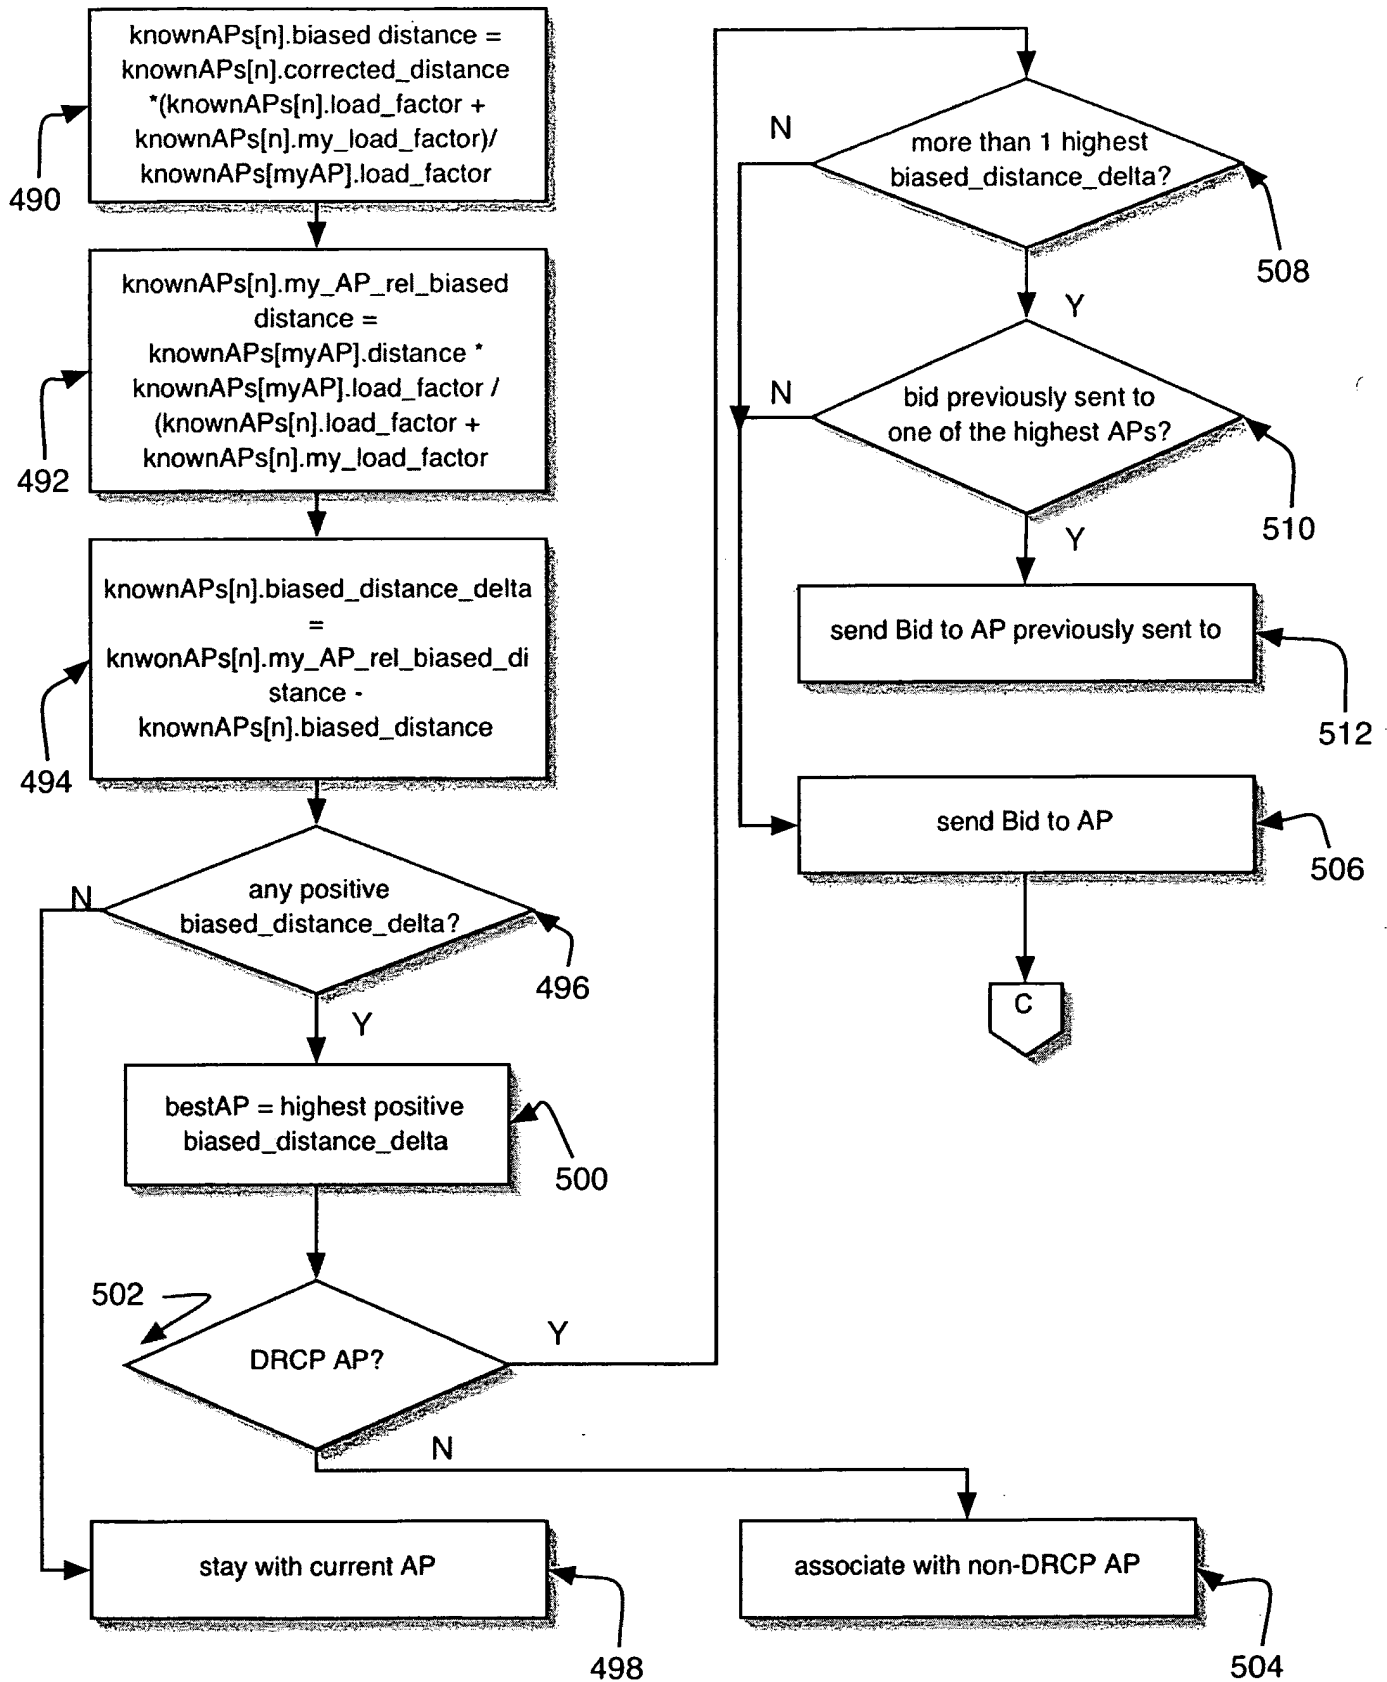 knownAPs[n].biased distance =
knownAPs[n].corrected_distance
*(knownAPs[n].load_factor +
knownAPs[n].my_load_factor)/
knownAPs[myAP].load_factor
490
knownAPs[n].my_AP_rel_biased
distance =
knownAPs[myAP].distance *
knownAPs[myAP].load_factor /
(knownAPs[n].load_factor +
knownAPs[n].my_load_factor
492
knownAPs[n].biased_distance_delta
=
knwonAPs[n].my_AP_rel_biased_di
stance -
knownAPs[n].biased_distance
494
any positive
biased_distance_delta?
N
496
Y
bestAP = highest positive
biased_distance_delta
500
502
DRCP AP?
Y
N
stay with current AP
498
associate with non-DRCP AP
504
more than 1 highest
biased_distance_delta?
N
508
Y
bid previously sent to
one of the highest APs?
N
510
Y
send Bid to AP previously sent to
512
send Bid to AP
506
C